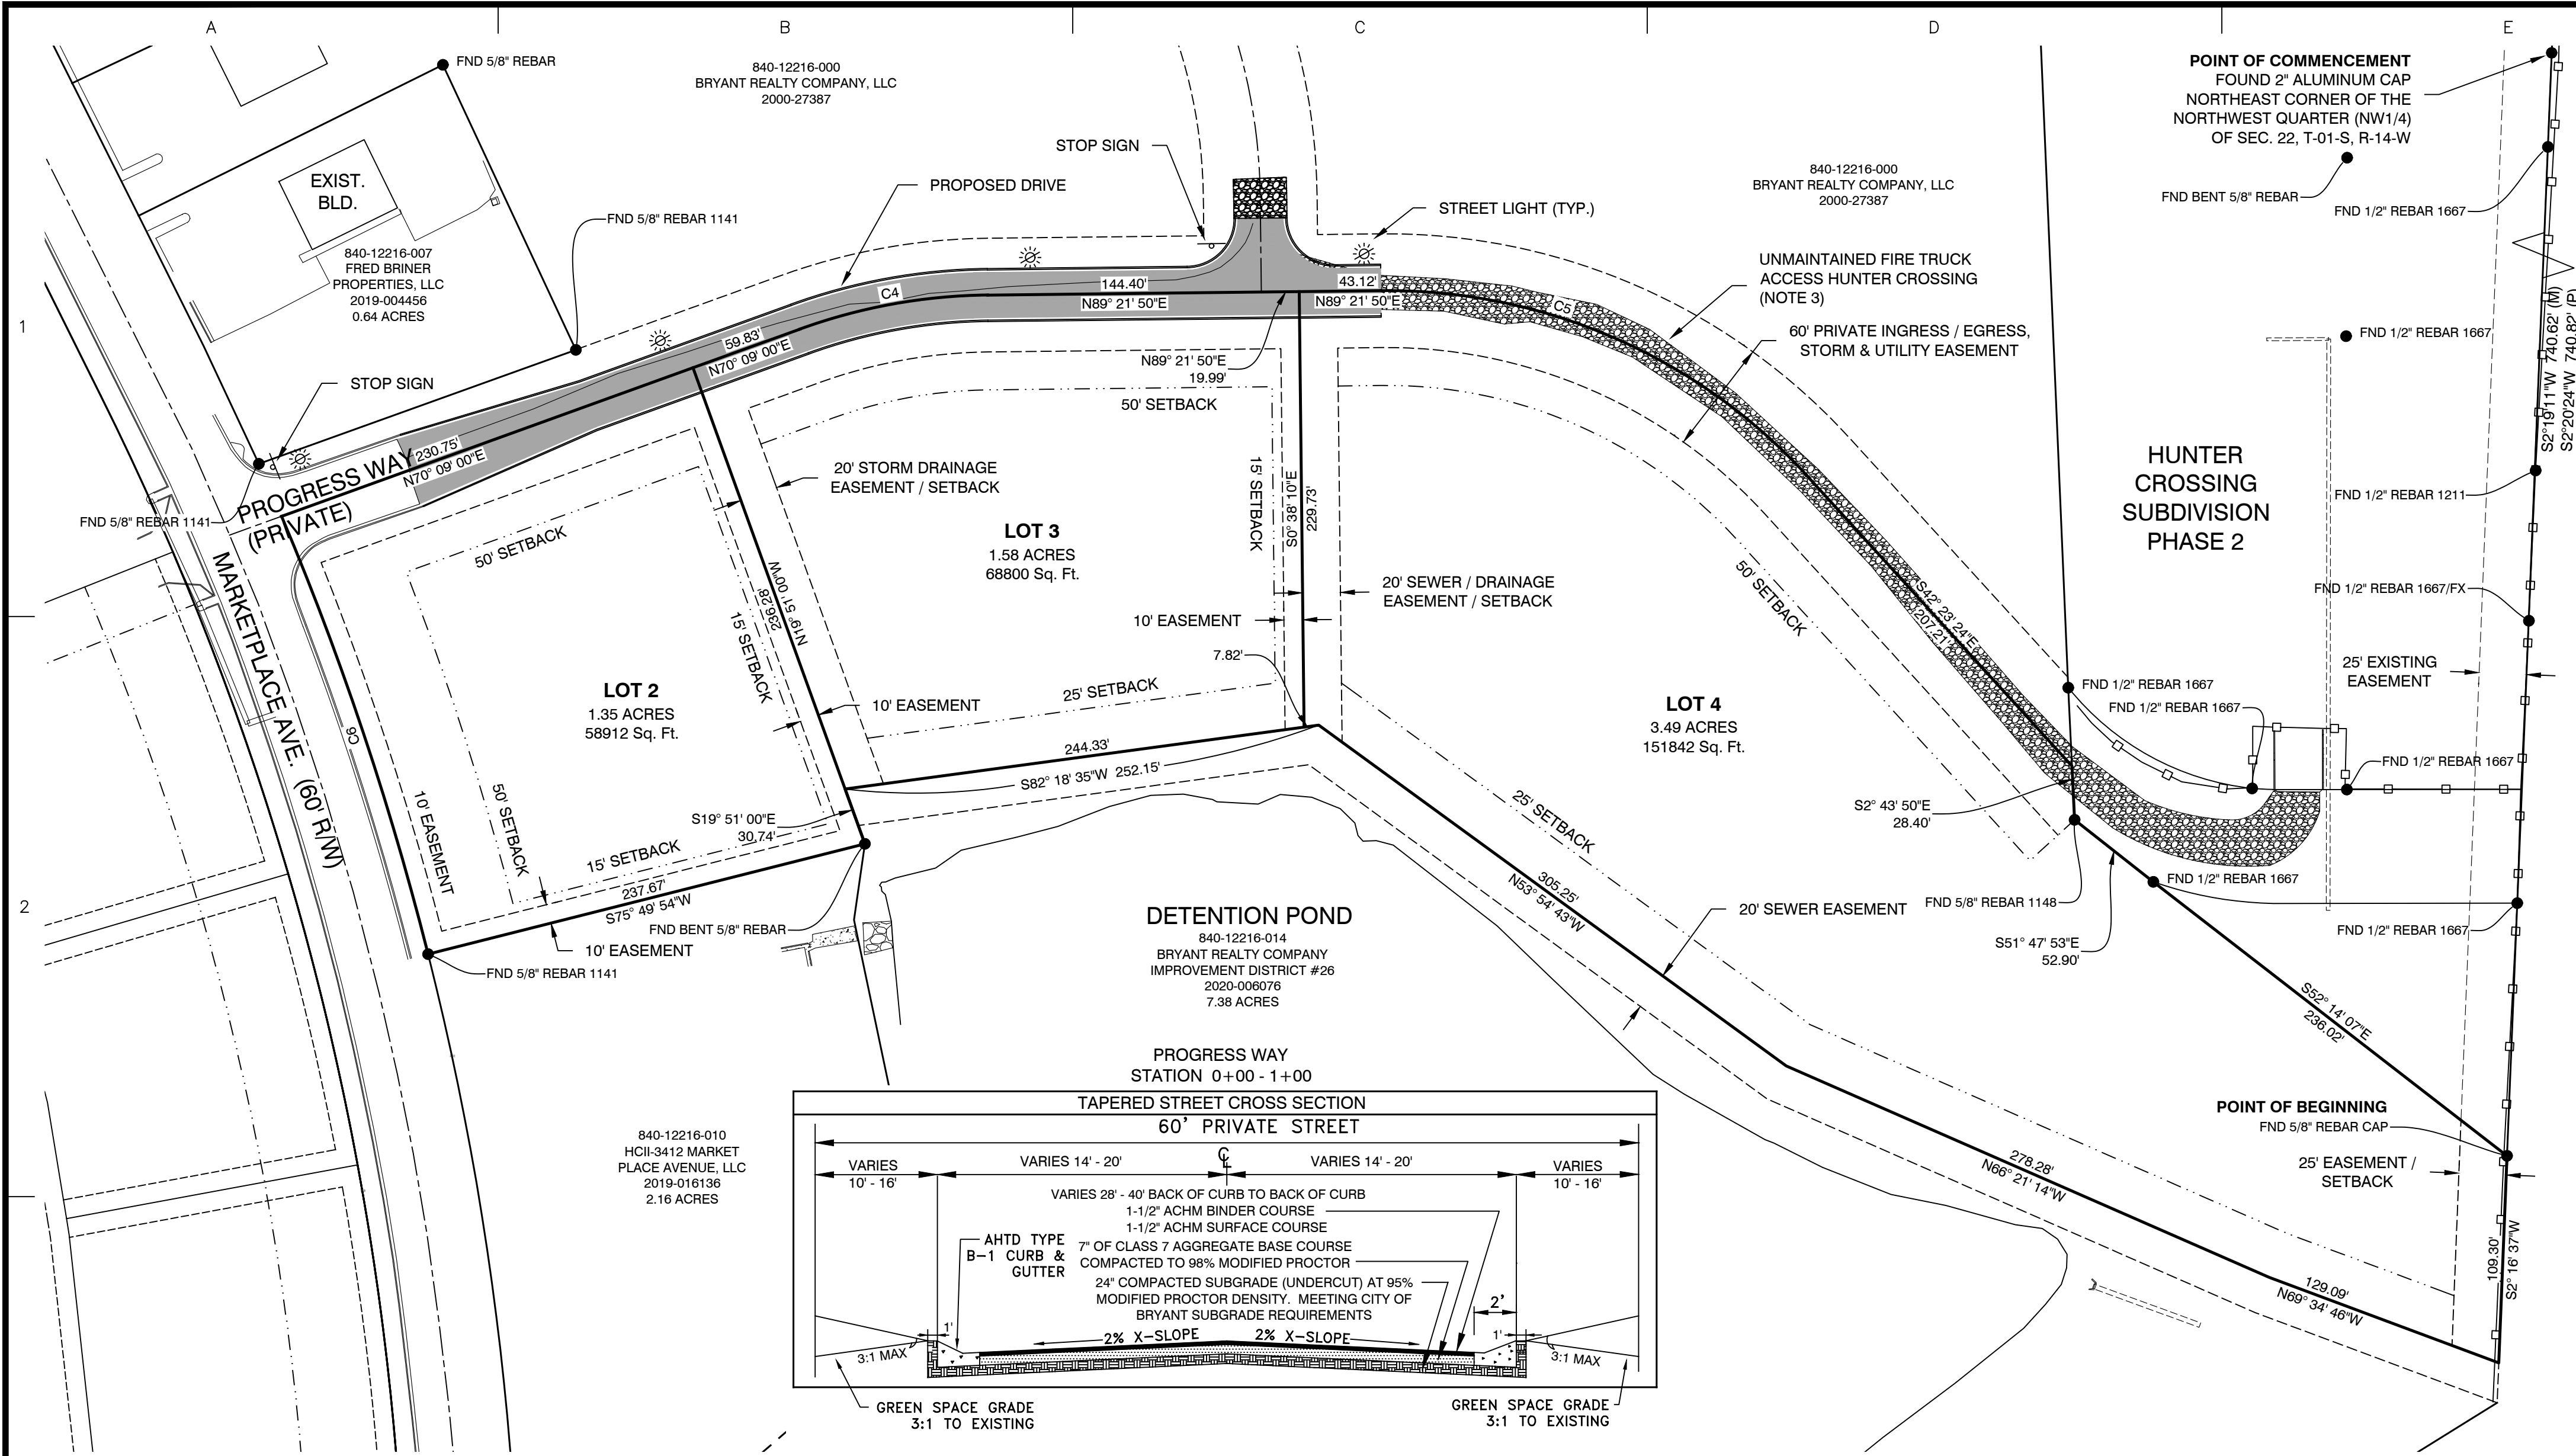 A
B
C
D
E
1
2
FND 5/8" REBAR
840-12216-000
BRYANT REALTY COMPANY, LLC
2000-27387
STOP SIGN
PROPOSED DRIVE
STREET LIGHT (TYP.)
840-12216-000
BRYANT REALTY COMPANY, LLC
2000-27387
POINT OF COMMENCEMENT
FOUND 2" ALUMINUM CAP
NORTHEAST CORNER OF THE
NORTHWEST QUARTER (NW1/4)
OF SEC. 22, T-01-S, R-14-W
FND BENT 5/8" REBAR
FND 1/2" REBAR 1667
EXIST.
BLD.
840-12216-007
FRED BRINER
PROPERTIES, LLC
2019-004456
0.64 ACRES
FND 5/8" REBAR 1141
UNMAINTAINED FIRE TRUCK
ACCESS HUNTER CROSSING
(NOTE 3)
60' PRIVATE INGRESS / EGRESS,
STORM & UTILITY EASEMENT
S2°19'11"W 740.62' (M)
S2°20'24"W 740.82' (P)
FND 1/2" REBAR 1667
C4
144.40'
N89° 21' 50"E
43.12'
N89° 21' 50"E
C5
59.83'
N70° 09' 00"E
N89° 21' 50"E
19.99'
50' SETBACK
STOP SIGN
230.75'
N70° 09' 00"E
PROGRESS WAY
(PRIVATE)
FND 5/8" REBAR 1141
MARKETPLACE AVE. (60' R/W)
20' STORM DRAINAGE
EASEMENT / SETBACK
15' SETBACK
S0° 38' 10"E
229.73'
HUNTER
CROSSING
SUBDIVISION
PHASE 2
FND 1/2" REBAR 1211
50' SETBACK
LOT 3
1.58 ACRES
68800 Sq. Ft.
N19° 51' 00"W
236.28'
15' SETBACK
20' SEWER / DRAINAGE
EASEMENT / SETBACK
10' EASEMENT
7.82'
50' SETBACK
S42° 23' 24"E
207.21'
FND 1/2" REBAR 1667/FX
25' EXISTING
EASEMENT
FND 1/2" REBAR 1667
FND 1/2" REBAR 1667
FND 1/2" REBAR 1667
LOT 2
1.35 ACRES
58912 Sq. Ft.
10' EASEMENT
25' SETBACK
LOT 4
3.49 ACRES
151842 Sq. Ft.
C6
10' EASEMENT
50' SETBACK
244.33'
S82° 18' 35"W 252.15'
S19° 51' 00"E
30.74'
15' SETBACK
237.67'
S75° 49' 54"W
FND BENT 5/8" REBAR
10' EASEMENT
FND 5/8" REBAR 1141
25' SETBACK
305.25'
N53° 54' 43"W
S2° 43' 50"E
28.40'
FND 1/2" REBAR 1667
20' SEWER EASEMENT
FND 5/8" REBAR 1148
S51° 47' 53"E
52.90'
FND 1/2" REBAR 1667
DETENTION POND
840-12216-014
BRYANT REALTY COMPANY
IMPROVEMENT DISTRICT #26
2020-006076
7.38 ACRES
S52° 14' 07"E
236.02'
POINT OF BEGINNING
FND 5/8" REBAR CAP
25' EASEMENT /
SETBACK
278.28'
N66° 21' 14"W
129.09'
N69° 34' 46"W
109.30'
S2° 16' 37"W
840-12216-010
HCII-3412 MARKET
PLACE AVENUE, LLC
2019-016136
2.16 ACRES
PROGRESS WAY
STATION 0+00 - 1+00
TAPERED STREET CROSS SECTION
60' PRIVATE STREET
VARIES
10' - 16'
VARIES 14' - 20'
℄
VARIES 14' - 20'
VARIES
10' - 16'
VARIES 28' - 40' BACK OF CURB TO BACK OF CURB
1-1/2" ACHM BINDER COURSE
1-1/2" ACHM SURFACE COURSE
AHTD TYPE
B-1 CURB &
GUTTER
7" OF CLASS 7 AGGREGATE BASE COURSE
COMPACTED TO 98% MODIFIED PROCTOR
24" COMPACTED SUBGRADE (UNDERCUT) AT 95%
MODIFIED PROCTOR DENSITY. MEETING CITY OF
BRYANT SUBGRADE REQUIREMENTS
2'
1'
2% X-SLOPE
2% X-SLOPE
1'
3:1 MAX
3:1 MAX
GREEN SPACE GRADE
3:1 TO EXISTING
GREEN SPACE GRADE
3:1 TO EXISTING